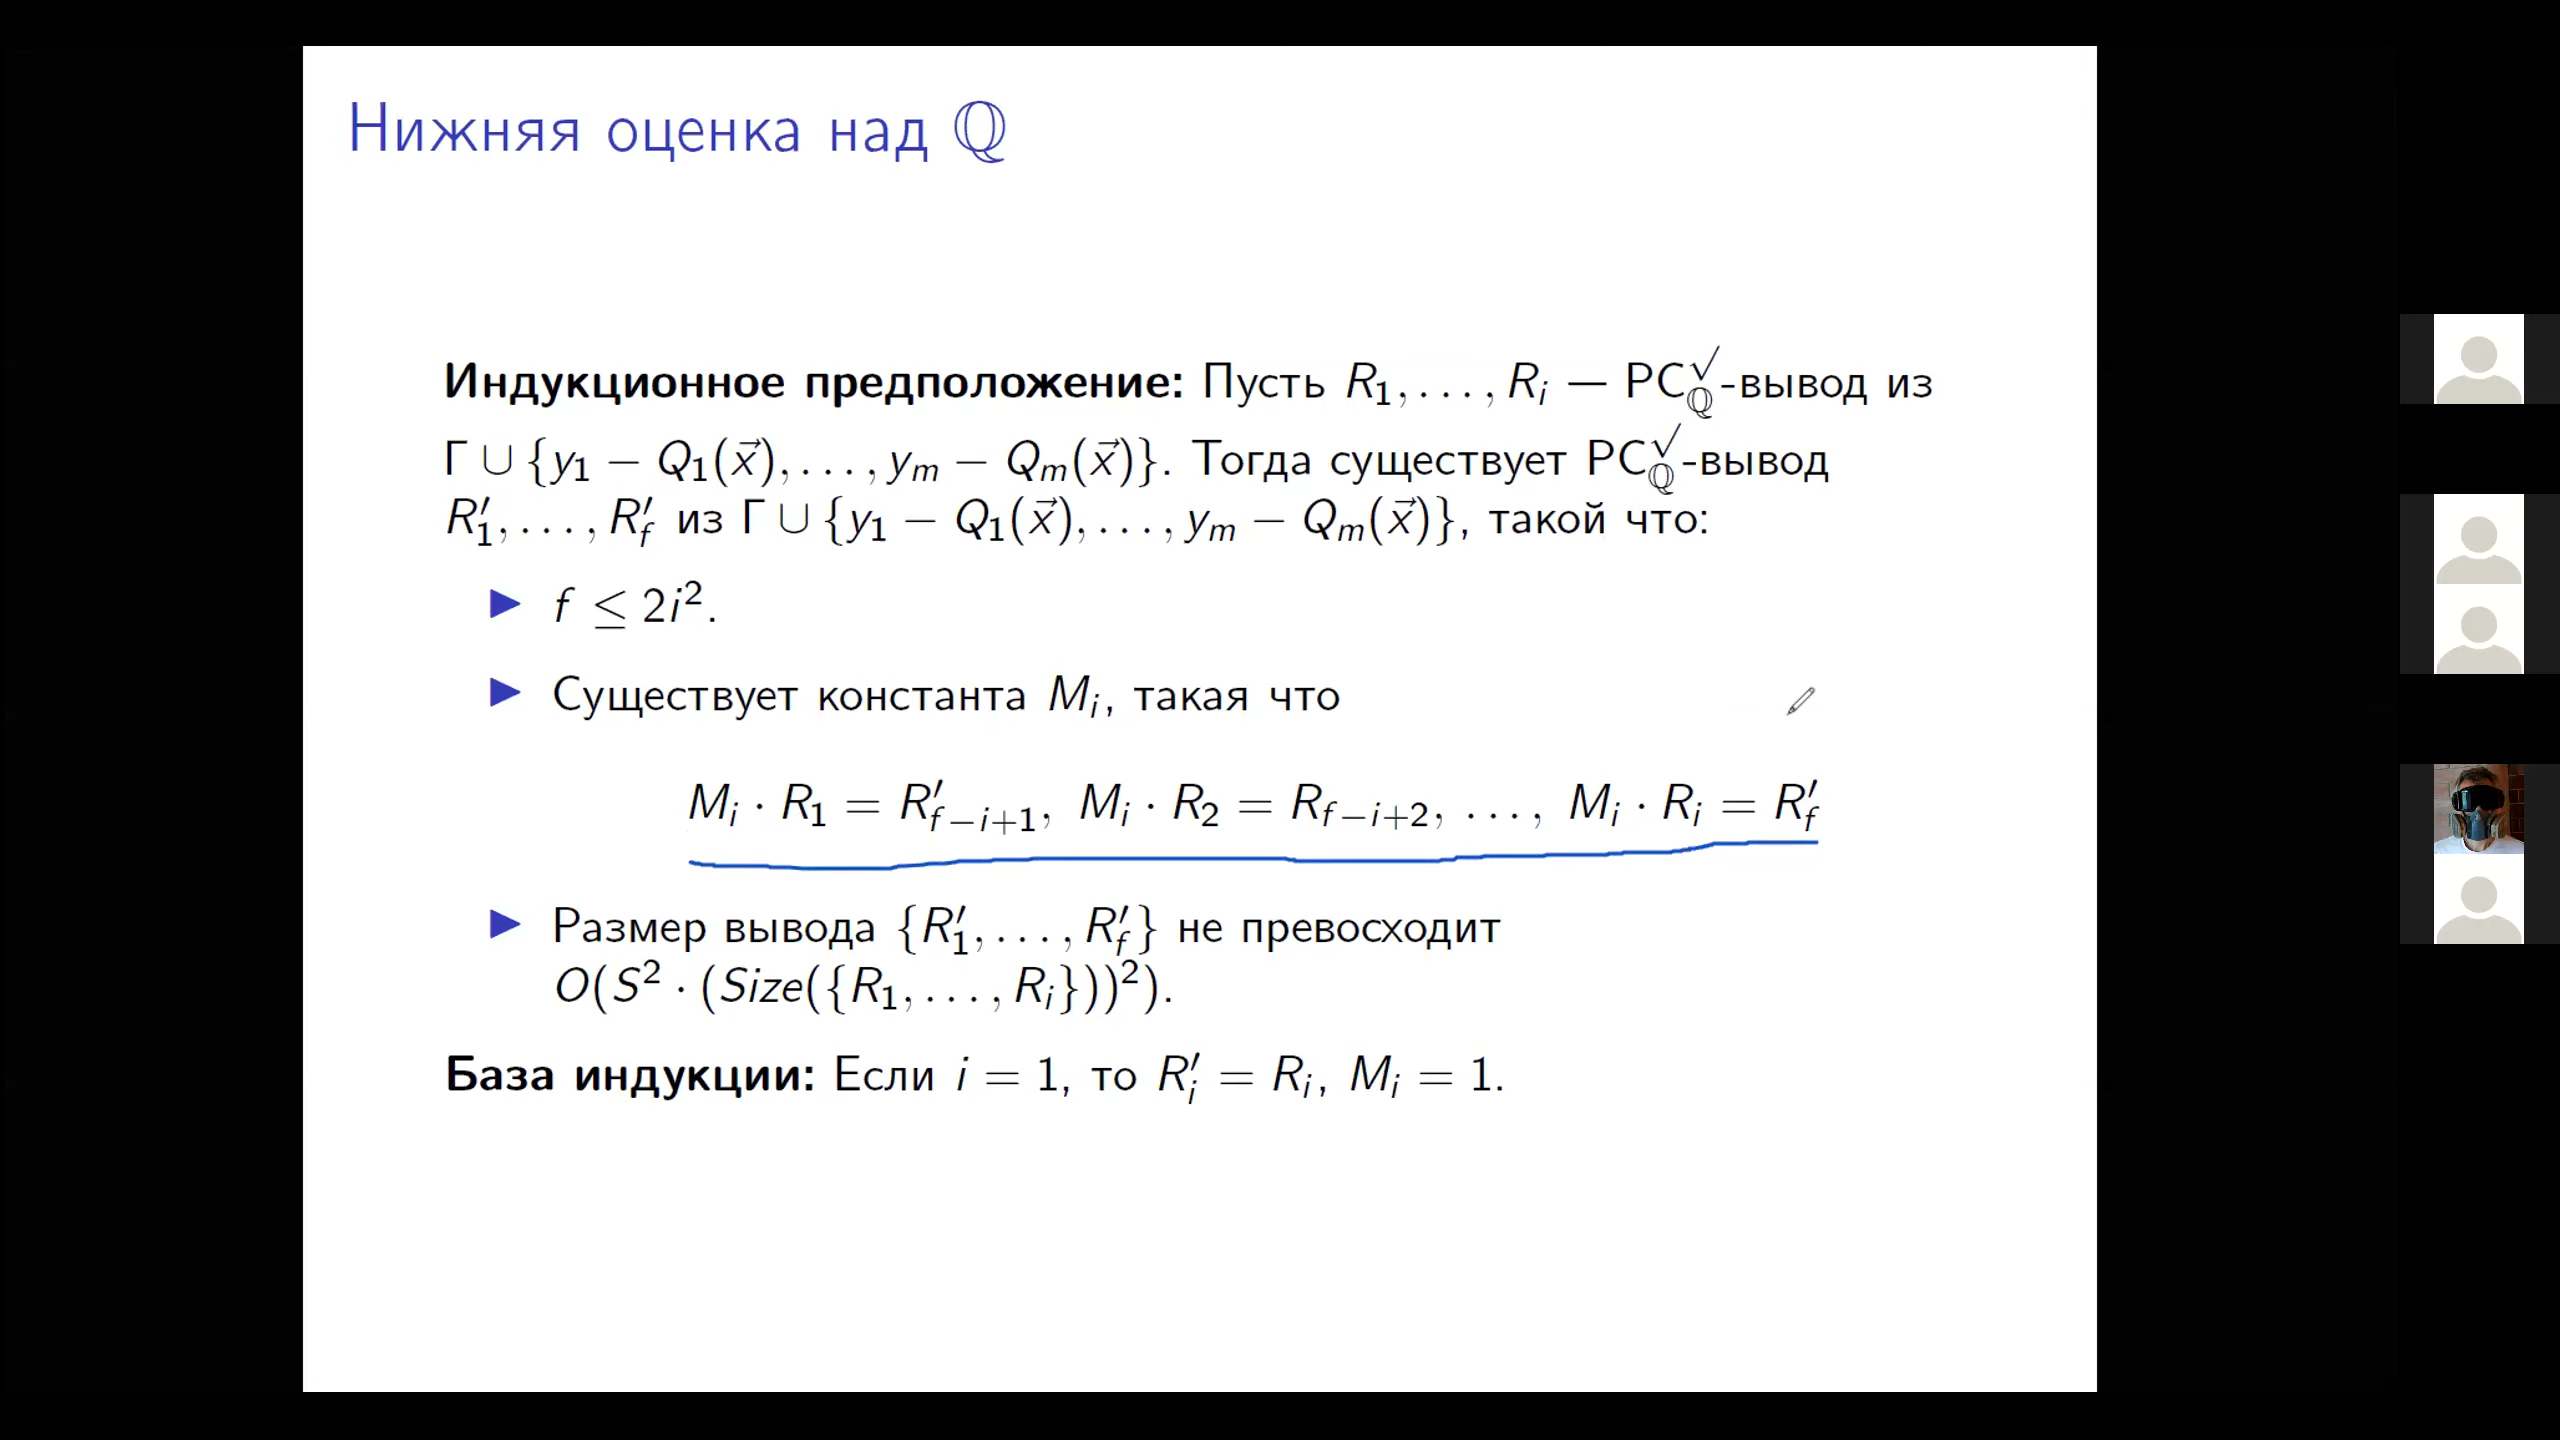 Нижняя оценка над ℚ
Индукционное предположение: Пусть R₁, . . . , Rᵢ — PC^√_ℚ-вывод из
Γ ∪ {y₁ − Q₁(x⃗), . . . , yₘ − Qₘ(x⃗)}. Тогда существует PC^√_ℚ-вывод
R′₁, . . . , R′_f из Γ ∪ {y₁ − Q₁(x⃗), . . . , yₘ − Qₘ(x⃗)}, такой что:
▶ f ≤ 2i².
▶ Существует константа Mᵢ, такая что
Mᵢ · R₁ = R′_{f−i+1}, Mᵢ · R₂ = R_{f−i+2}, . . . , Mᵢ · Rᵢ = R′_f
▶ Размер вывода {R′₁, . . . , R′_f} не превосходит
O(S² · (Size({R₁, . . . , Rᵢ}))²).
База индукции: Если i = 1, то R′ᵢ = Rᵢ, Mᵢ = 1.